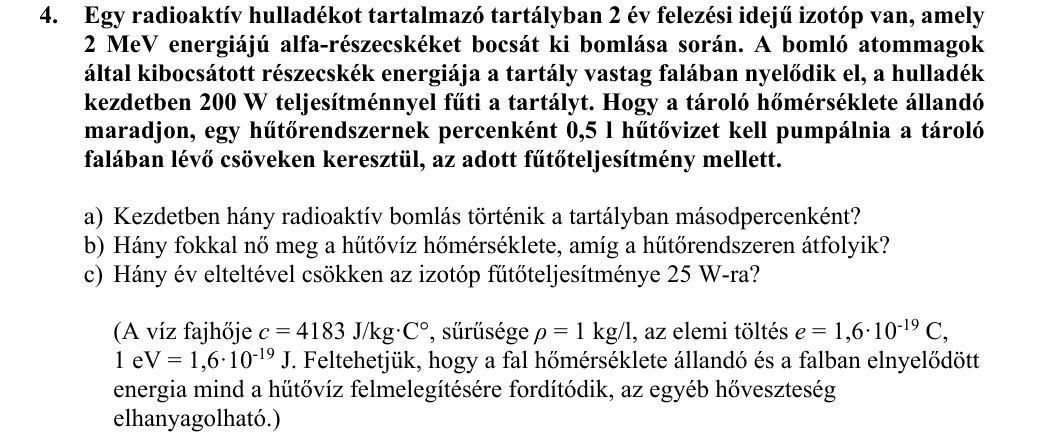 4. Egy radioaktív hulladékot tartalmazó tartályban 2 év felezési idejű izotóp van, amely
2 MeV energiájú alfa-részecskéket bocsát ki bomlása során. A bomló atommagok
által kibocsátott részecskék energiája a tartály vastag falában nyelődik el, a hulladék
kezdetben 200 W teljesítménnyel fűti a tartályt. Hogy a tároló hőmérséklete állandó
maradjon, egy hűtőrendszernek percenként 0,5 l hűtővizet kell pumpálnia a tároló
falában lévő csöveken keresztül, az adott fűtőteljesítmény mellett.
a) Kezdetben hány radioaktív bomlás történik a tartályban másodpercenként?
b) Hány fokkal nő meg a hűtővíz hőmérséklete, amíg a hűtőrendszeren átfolyik?
c) Hány év elteltével csökken az izotóp fűtőteljesítménye 25 W-ra?
(A víz fajhője c = 4183 J/kg·C°, sűrűsége ρ = 1 kg/l, az elemi töltés e = 1,6·10⁻¹⁹ C,
1 eV = 1,6·10⁻¹⁹ J. Feltehetjük, hogy a fal hőmérséklete állandó és a falban elnyelődött
energia mind a hűtővíz felmelegítésére fordítódik, az egyéb hőveszteség
elhanyagolható.)